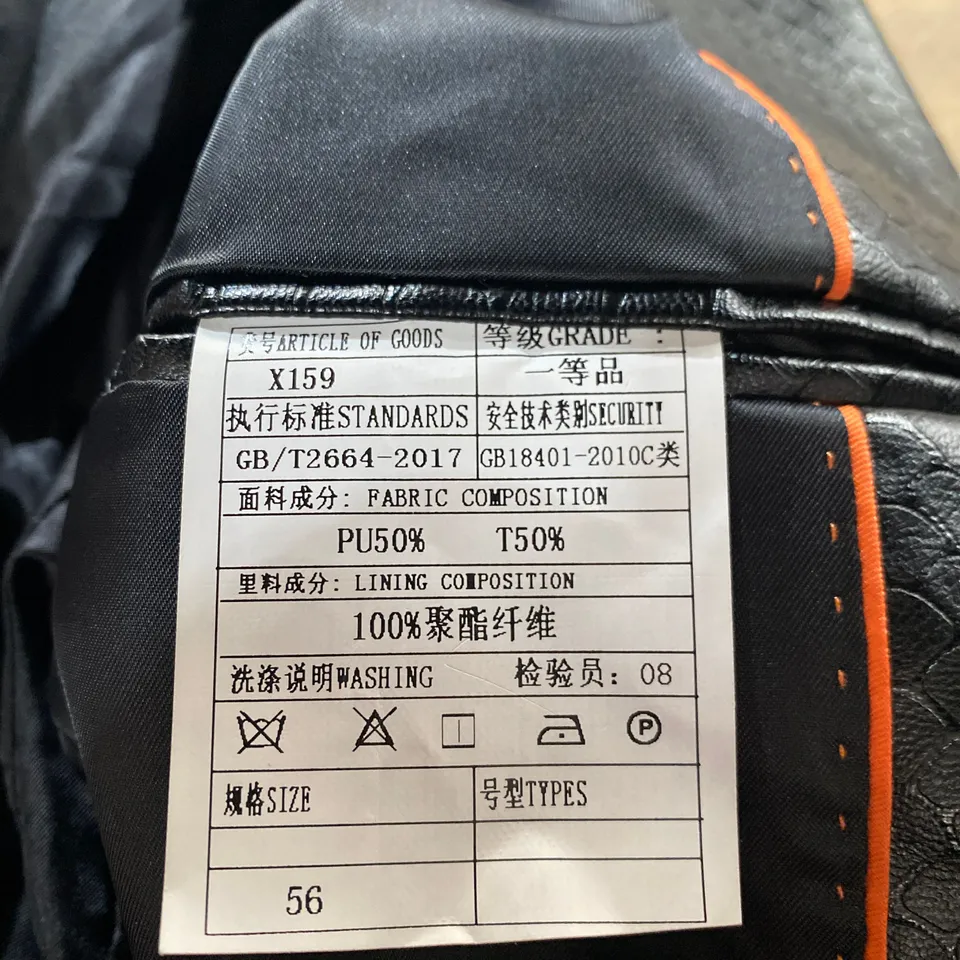 货号ARTICLE OF GOODS
等级GRADE :
X159
一等品
执行标准STANDARDS
安全技术类别SECURITY
GB/T2664-2017
GB18401-2010C类
面料成分: FABRIC COMPOSITION
PU50% T50%
里料成分: LINING COMPOSITION
100%聚酯纤维
洗涤说明WASHING 检验员: 08
P
规格SIZE
号型TYPES
56